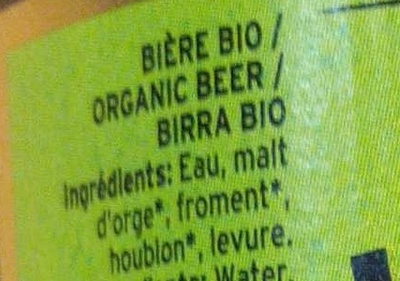 BIÈRE BIO /
ORGANIC BEER /
BIRRA BIO
Ingrédients: Eau, malt
d'orge*, froment*,
houblon*, levure.
Water,